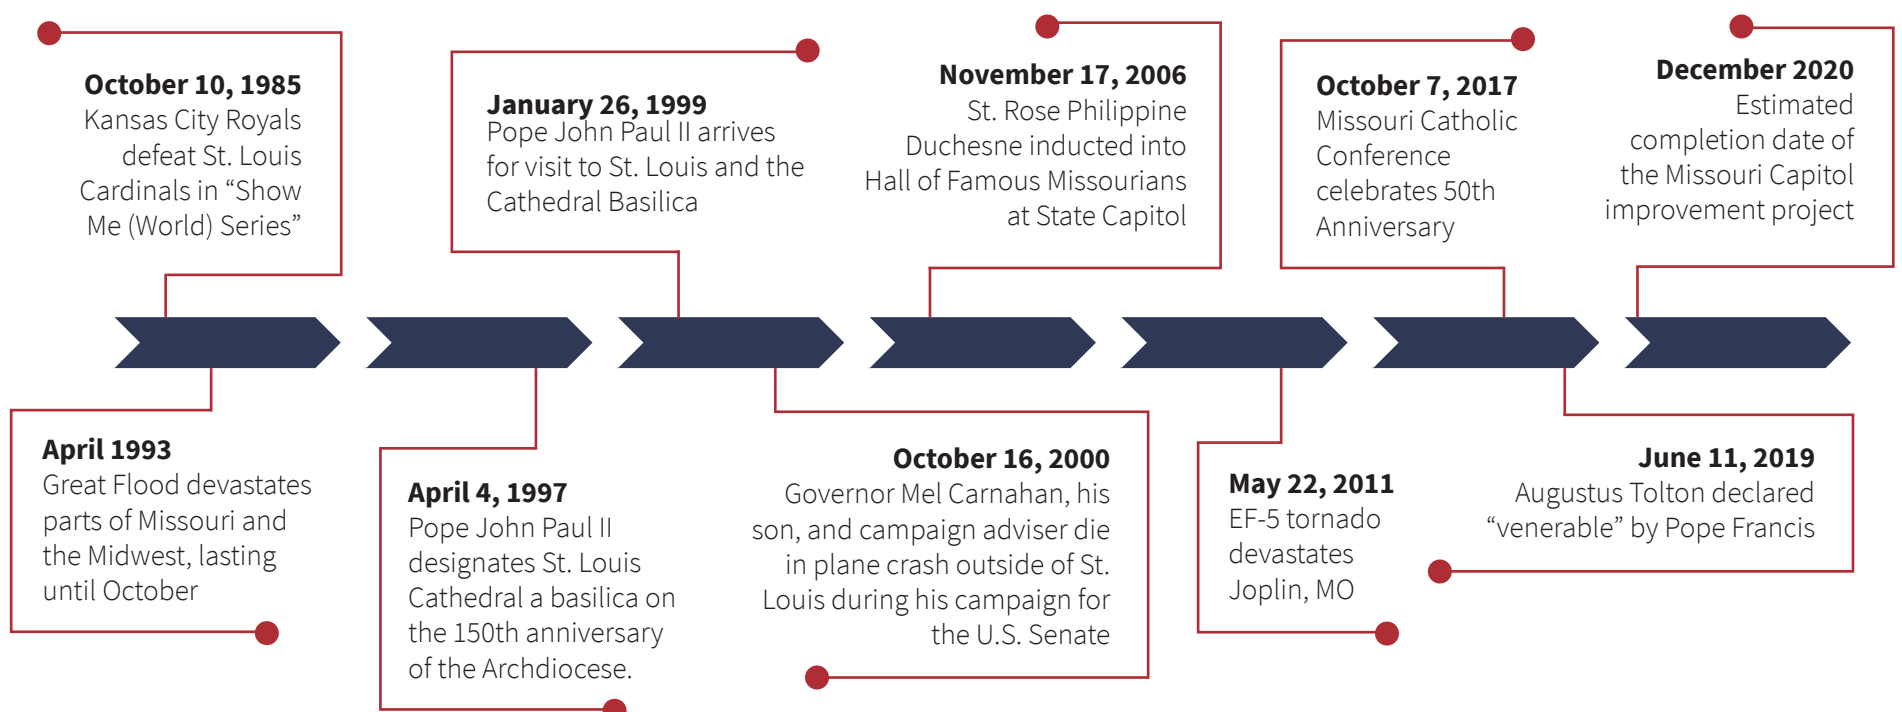 October 10, 1985
Kansas City Royals
defeat St. Louis
Cardinals in “Show
Me (World) Series”
January 26, 1999
Pope John Paul II arrives
for visit to St. Louis and the
Cathedral Basilica
November 17, 2006
St. Rose Philippine
Duchesne inducted into
Hall of Famous Missourians
at State Capitol
October 7, 2017
Missouri Catholic
Conference
celebrates 50th
Anniversary
December 2020
Estimated
completion date of
the Missouri Capitol
improvement project
April 1993
Great Flood devastates
parts of Missouri and
the Midwest, lasting
until October
April 4, 1997
Pope John Paul II
designates St. Louis
Cathedral a basilica on
the 150th anniversary
of the Archdiocese.
October 16, 2000
Governor Mel Carnahan, his
son, and campaign adviser die
in plane crash outside of St.
Louis during his campaign for
the U.S. Senate
May 22, 2011
EF-5 tornado
devastates
Joplin, MO
June 11, 2019
Augustus Tolton declared
“venerable” by Pope Francis